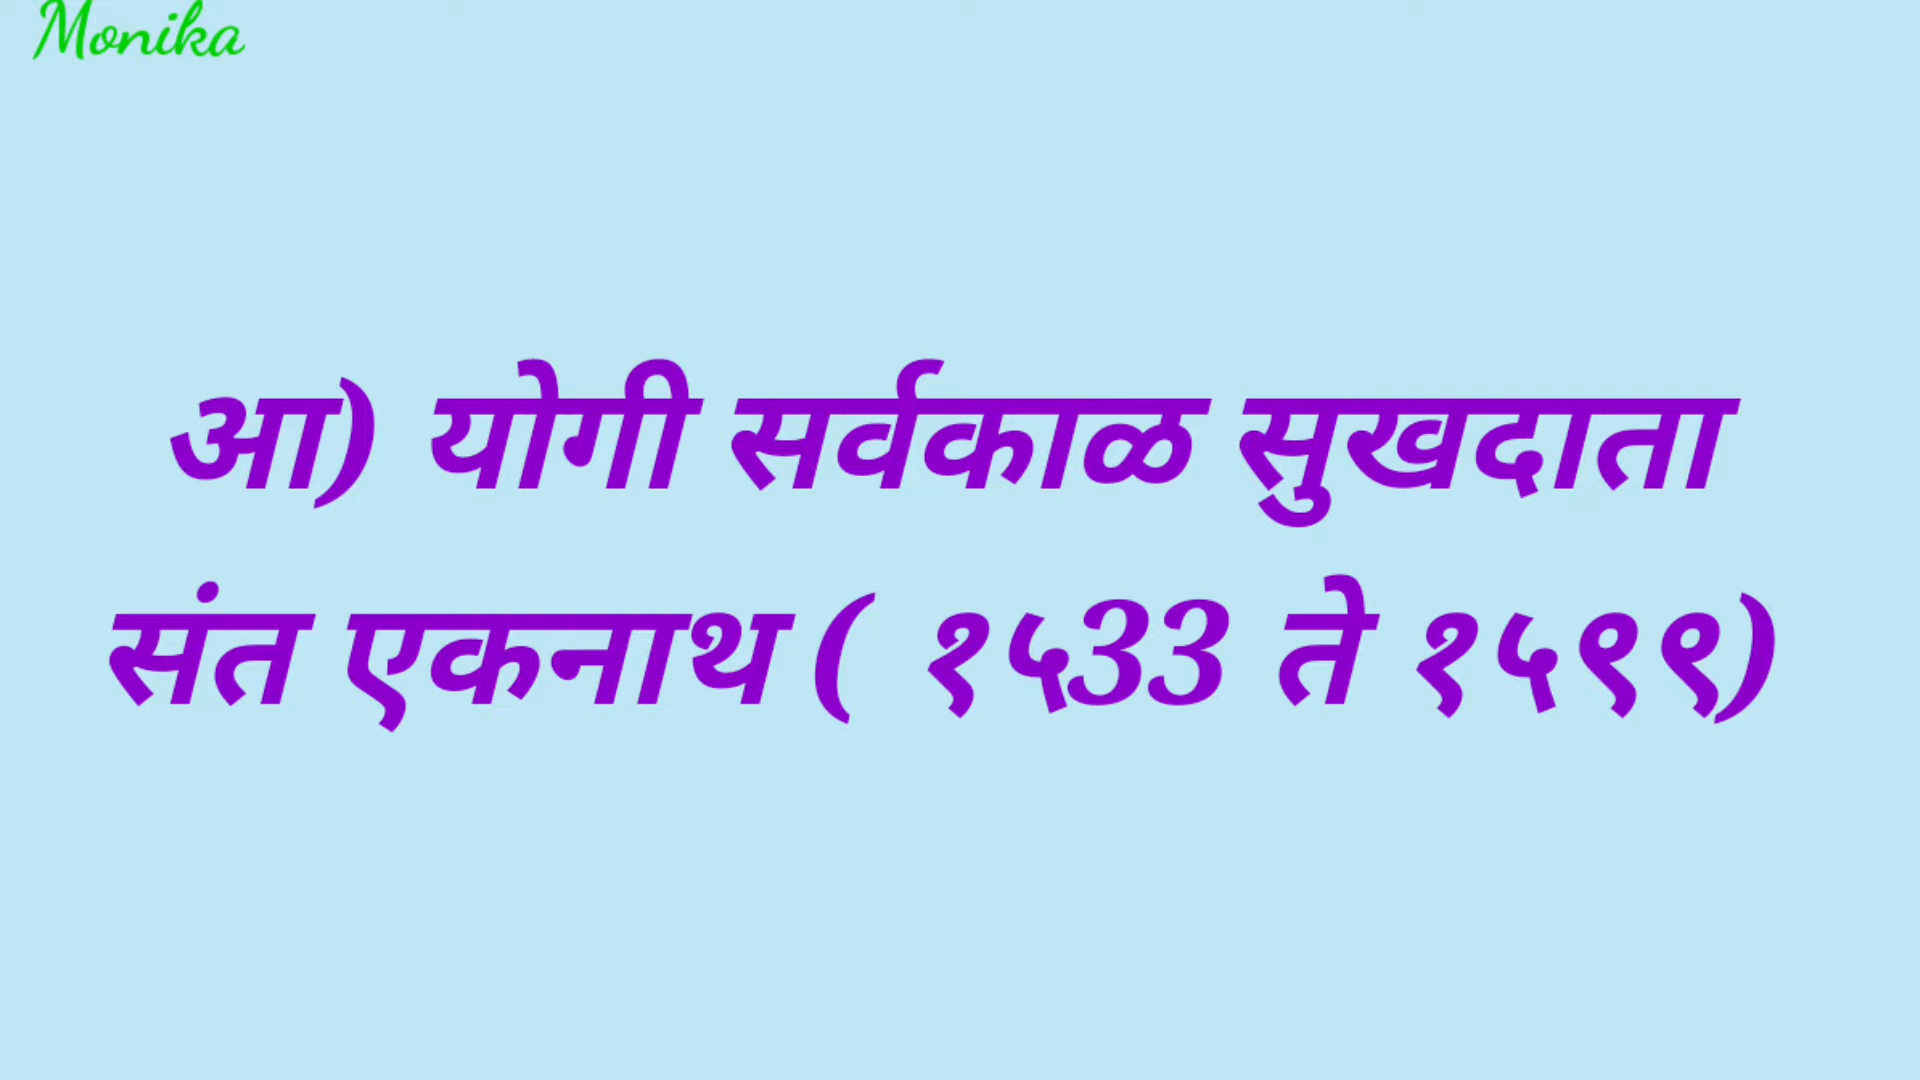 Monika
आ) योगी सर्वकाळ सुखदाता
संत एकनाथ ( १५33 ते १५९९)